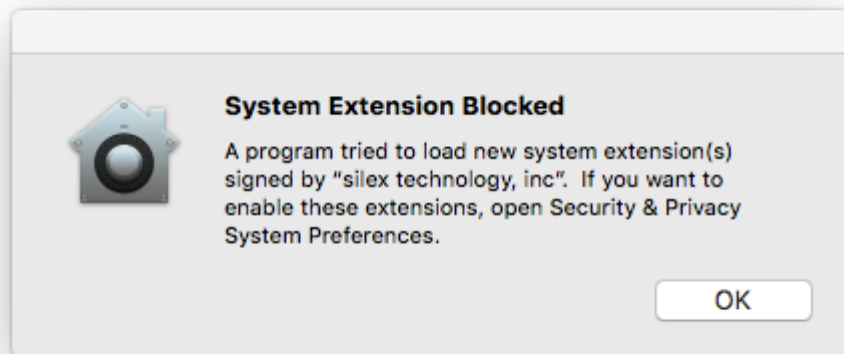 System Extension Blocked
A program tried to load new system extension(s)
signed by “silex technology, inc”.  If you want to
enable these extensions, open Security & Privacy
System Preferences.
OK